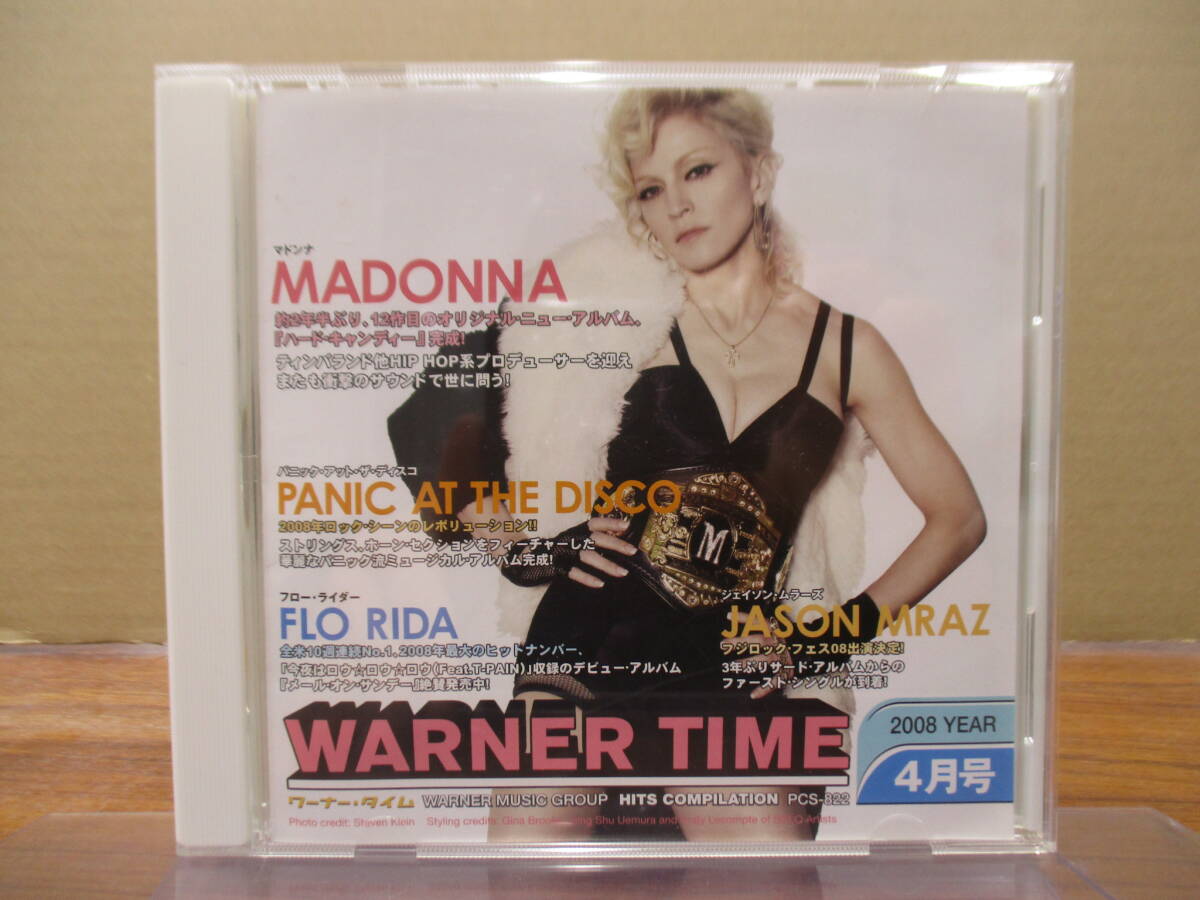 マドンナ
MADONNA
約2年半ぶり、12作目のオリジナル・ニュー・アルバム、
『ハード・キャンディー』完成!
ティンバランド他HIP HOP系プロデューサーを迎え
またも衝撃のサウンドで世に問う!
パニック・アット・ザ・ディスコ
PANIC AT THE DISCO
2008年ロック・シーンのレボリューション!!
ストリングス、ホーン・セクションをフィーチャーした
華麗なパニック流ミュージカル・アルバム完成!
フロー・ライダー
FLO RIDA
全米10週連続No.1、2008年最大のヒットナンバー、
「今夜はロウ☆ロウ☆ロウ(Feat.T-PAIN)」収録のデビュー・アルバム
『メール・オン・サンデー』絶賛発売中!
ジェイソン・ムラーズ
JASON MRAZ
フジロック・フェス08出演決定!
3年ぶりサード・アルバムからの
ファースト・シングルが到着!
M
WARNER TIME
2008 YEAR
4月号
ワーナー・タイム WARNER MUSIC GROUP HITS COMPILATION PCS-822
Photo credit: Steven Klein Styling credits: Gina Shu Uemura and Lecompte of Artists